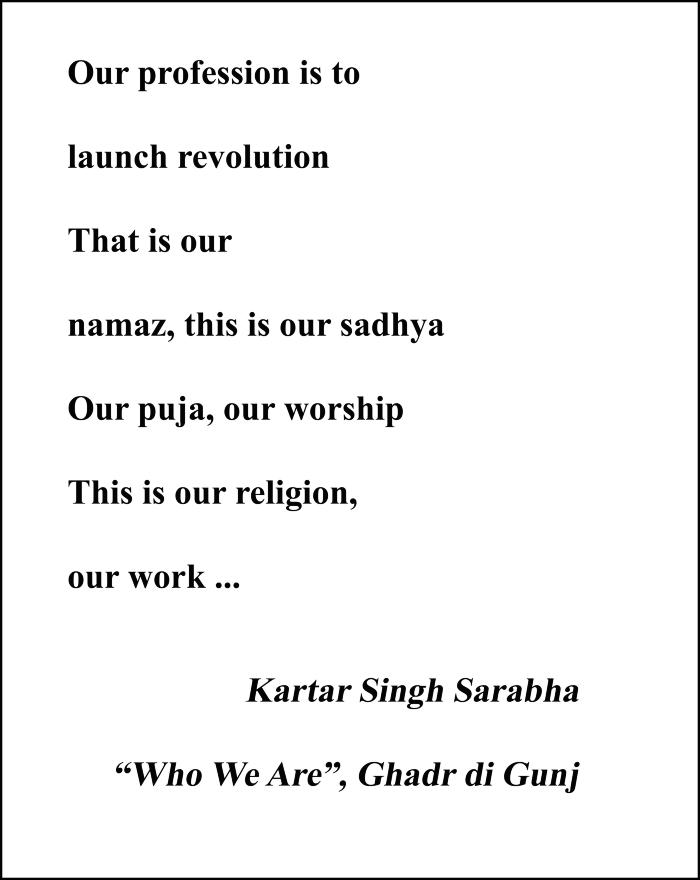 Our profession is to
launch revolution
That is our
namaz, this is our sadhya
Our puja, our worship
This is our religion,
our work ...
Kartar Singh Sarabha
“Who We Are”, Ghadr di Gunj